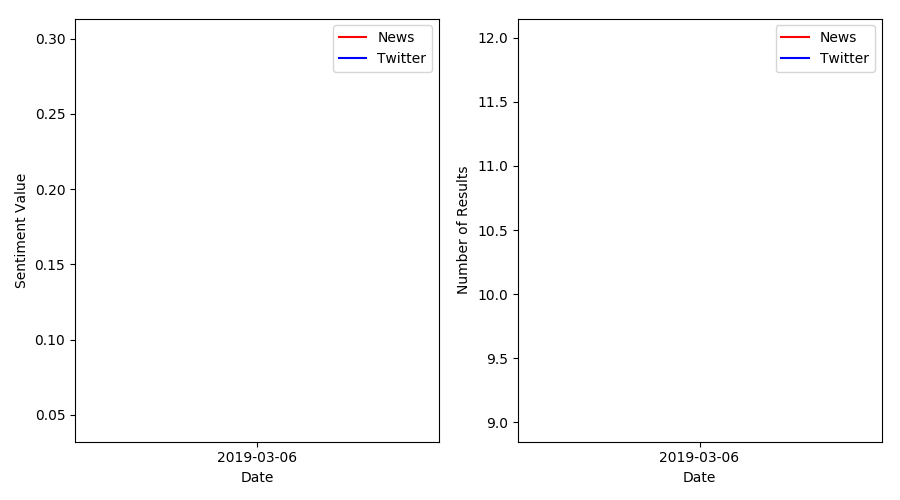 0.30
0.25
0.20
0.15
0.10
0.05
Sentiment Value
2019-03-06
Date
News
Twitter
12.0
11.5
11.0
10.5
10.0
9.5
9.0
Number of Results
2019-03-06
Date
News
Twitter